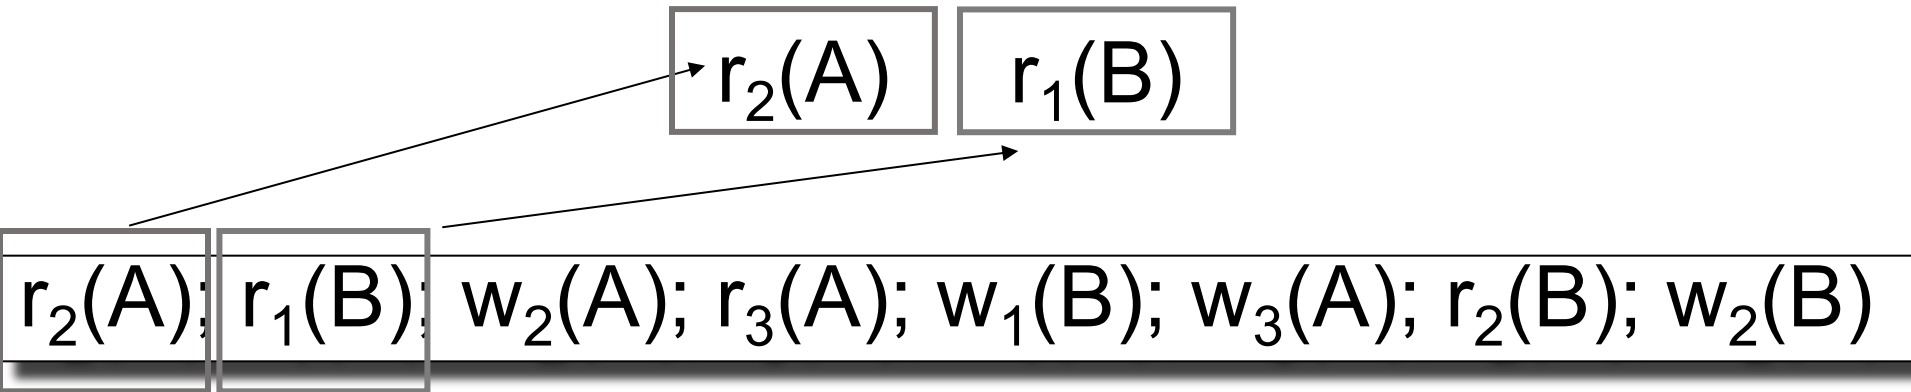 r₂(A) r₁(B)
r₂(A); r₁(B); w₂(A); r₃(A); w₁(B); w₃(A); r₂(B); w₂(B)